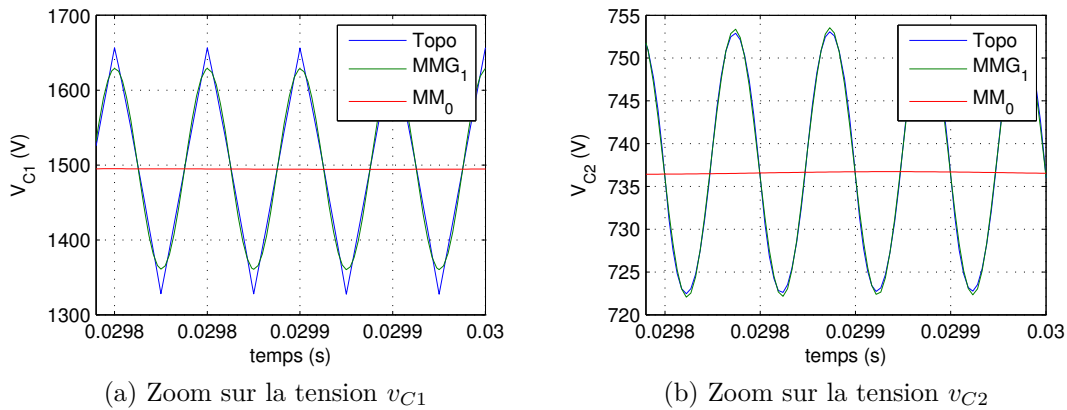 1700
1600
1500
1400
1300
V_C1 (V)
Topo
MMG_1
MM_0
0.0298
0.0298
0.0299
0.0299
0.03
temps (s)
(a) Zoom sur la tension v_C1
755
750
745
740
735
730
725
720
V_C2 (V)
Topo
MMG_1
MM_0
0.0298
0.0298
0.0299
0.0299
0.03
temps (s)
(b) Zoom sur la tension v_C2